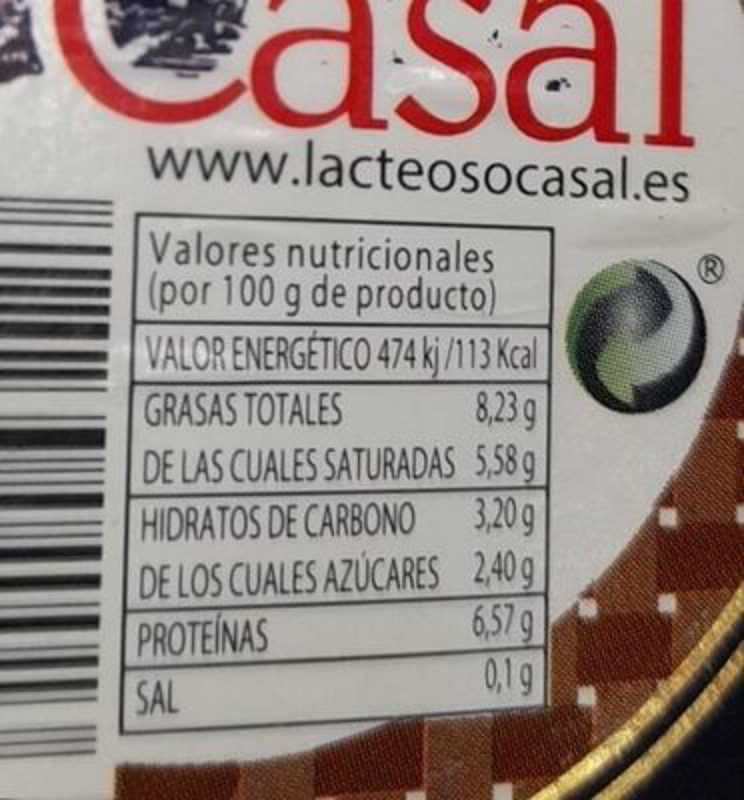 Casal
www.lacteosocasal.es
Valores nutricionales
(por 100 g de producto)
VALOR ENERGÉTICO 474 kj /113 Kcal
GRASAS TOTALES 8,23 g
DE LAS CUALES SATURADAS 5,58 g
HIDRATOS DE CARBONO 3,20 g
DE LOS CUALES AZÚCARES 2,40 g
PROTEÍNAS 6,57 g
SAL 0,1 g
®